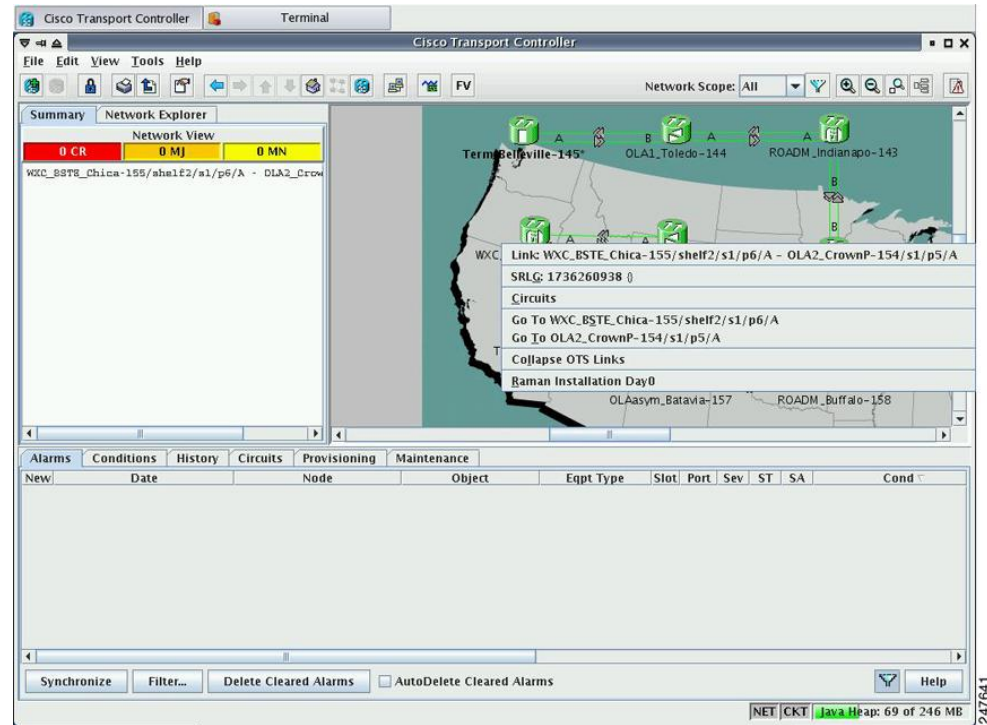 Cisco Transport Controller
Terminal
Cisco Transport Controller
File Edit View Tools Help
FV
Network Scope: All
Summary Network Explorer
Network View
0 CR 0 MJ 0 MN
WXC_BSTE_Chica-155/shelf2/s1/p6/A - OLA2_Crow
A B A A
Term_Belleville-145* OLA1_Toledo-144 ROADM_Indianapo-143
B
B
A A
WXC_
Link: WXC_BSTE_Chica-155/shelf2/s1/p6/A - OLA2_CrownP-154/s1/p5/A
SRLG: 1736260938 ()
Circuits
Go To WXC_BSTE_Chica-155/shelf2/s1/p6/A
Go To OLA2_CrownP-154/s1/p5/A
T
Collapse OTS Links
Raman Installation Day0
OLAasym_Batavia-157 ROADM_Buffalo-158
Alarms Conditions History Circuits Provisioning Maintenance
New Date Node Object Eqpt Type Slot Port Sev ST SA Cond
Synchronize Filter... Delete Cleared Alarms AutoDelete Cleared Alarms Help
NET CKT Java Heap: 69 of 246 MB
247641